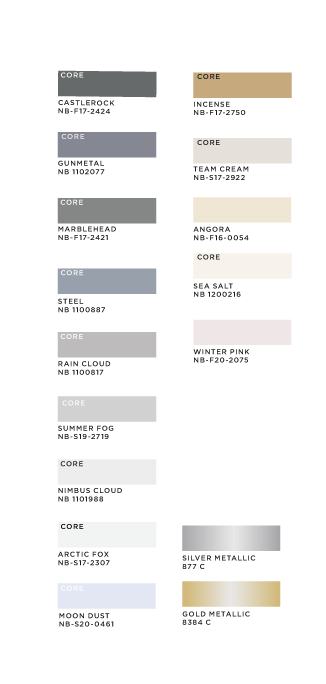 CORE
CASTLEROCK
NB-F17-2424
CORE
GUNMETAL
NB 1102077
CORE
MARBLEHEAD
NB-F17-2421
CORE
STEEL
NB 1100887
CORE
RAIN CLOUD
NB 1100817
CORE
SUMMER FOG
NB-S19-2719
CORE
NIMBUS CLOUD
NB 1101988
CORE
ARCTIC FOX
NB-S17-2307
CORE
MOON DUST
NB-S20-0461
CORE
INCENSE
NB-F17-2750
CORE
TEAM CREAM
NB-S17-2922
ANGORA
NB-F16-0054
CORE
SEA SALT
NB 1200216
WINTER PINK
NB-F20-2075
SILVER METALLIC
877 C
GOLD METALLIC
8384 C